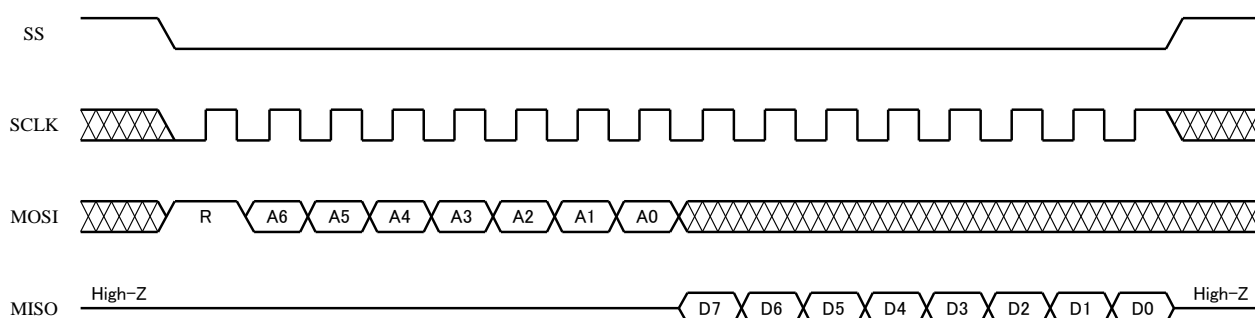 SS
SCLK
MOSI R A6 A5 A4 A3 A2 A1 A0
MISO High-Z D7 D6 D5 D4 D3 D2 D1 D0 High-Z